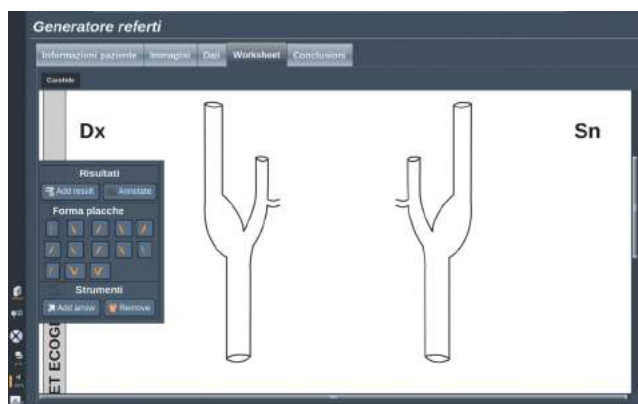 Generatore referti
Informazioni paziente Immagini Dati Worksheet Conclusiors
Carotide
Dx
Sn
Risultati
Add result Annotate
Forma placche
Strumenti
Add arrow Remove
ET ECOG